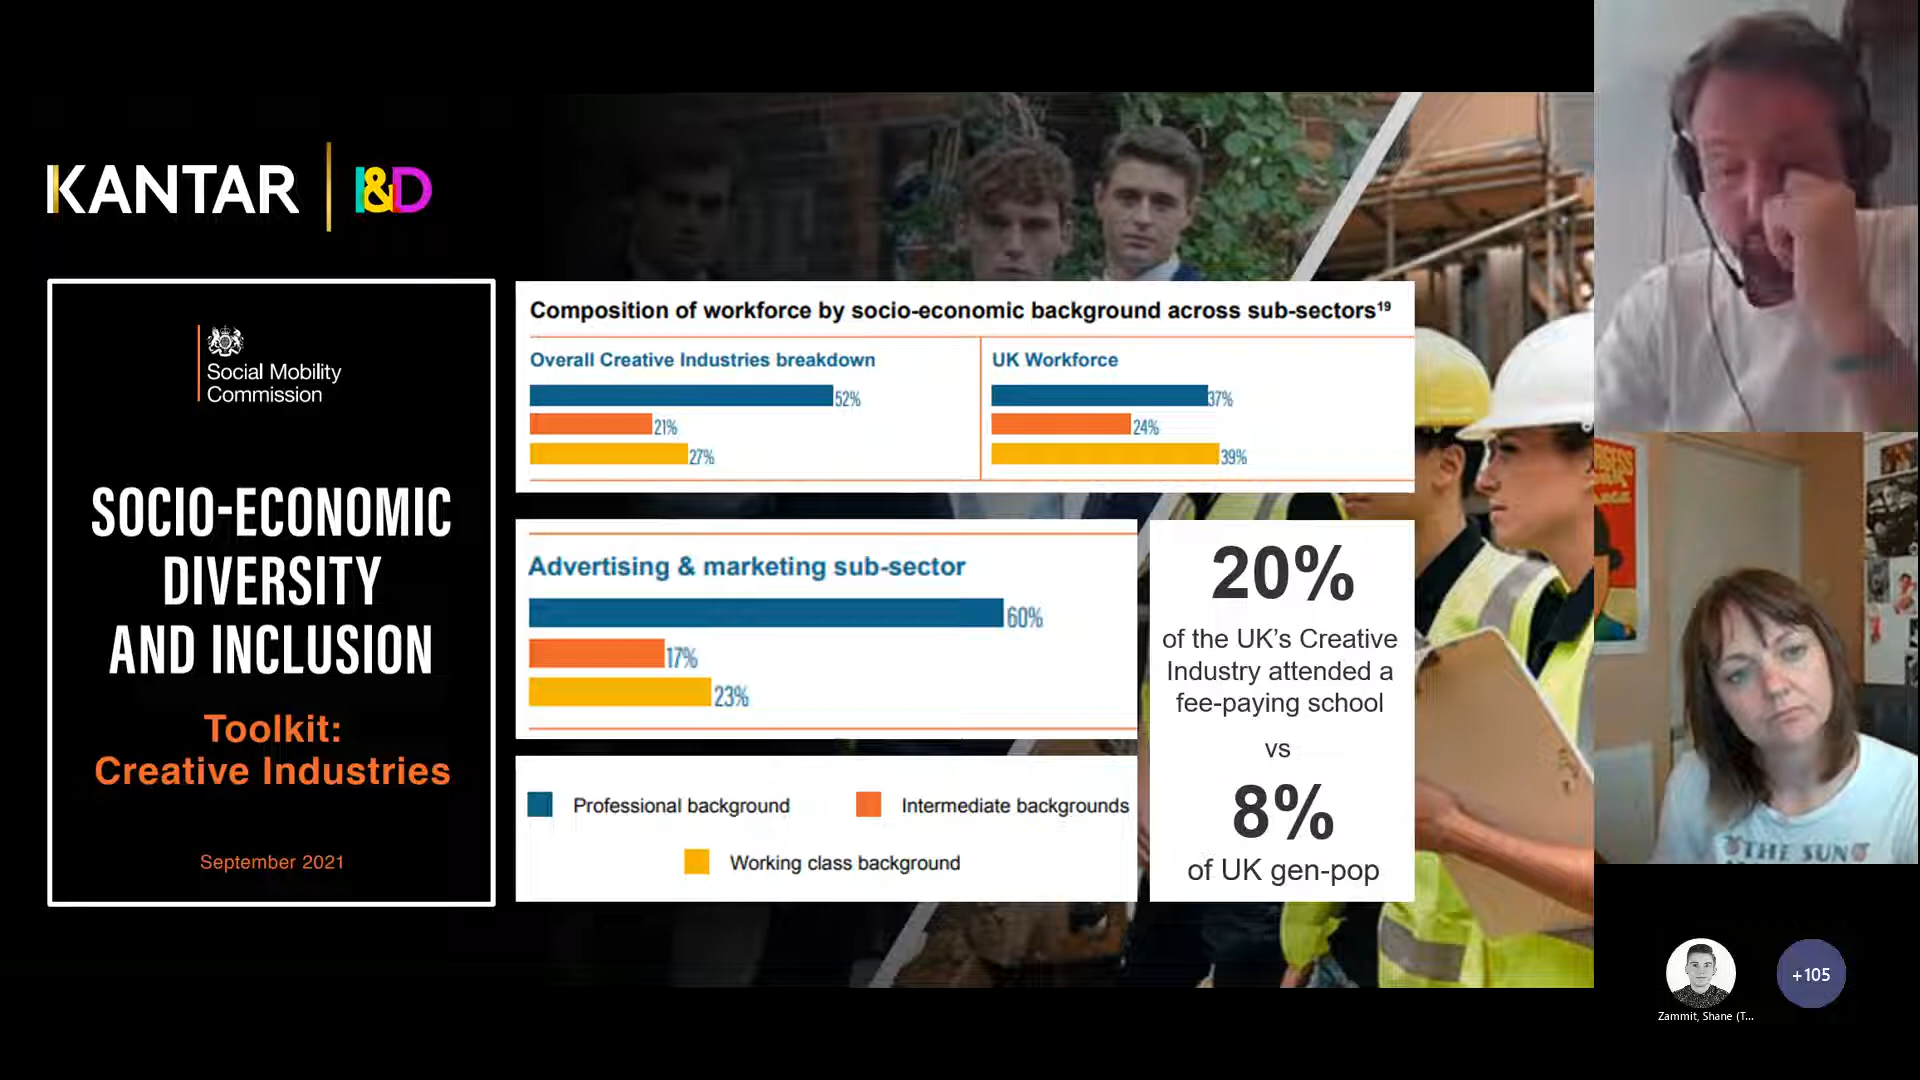 KANTAR I&D
Social Mobility
Commission
SOCIO-ECONOMIC
DIVERSITY
AND INCLUSION
Toolkit:
Creative Industries
September 2021
Composition of workforce by socio-economic background across sub-sectors¹⁹
Overall Creative Industries breakdown
52%
21%
27%
UK Workforce
37%
24%
39%
Advertising & marketing sub-sector
60%
17%
23%
Professional background
Intermediate backgrounds
Working class background
20%
of the UK’s Creative
Industry attended a
fee-paying school
vs
8%
of UK gen-pop
THE SUN
Zammit, Shane (T...
+105